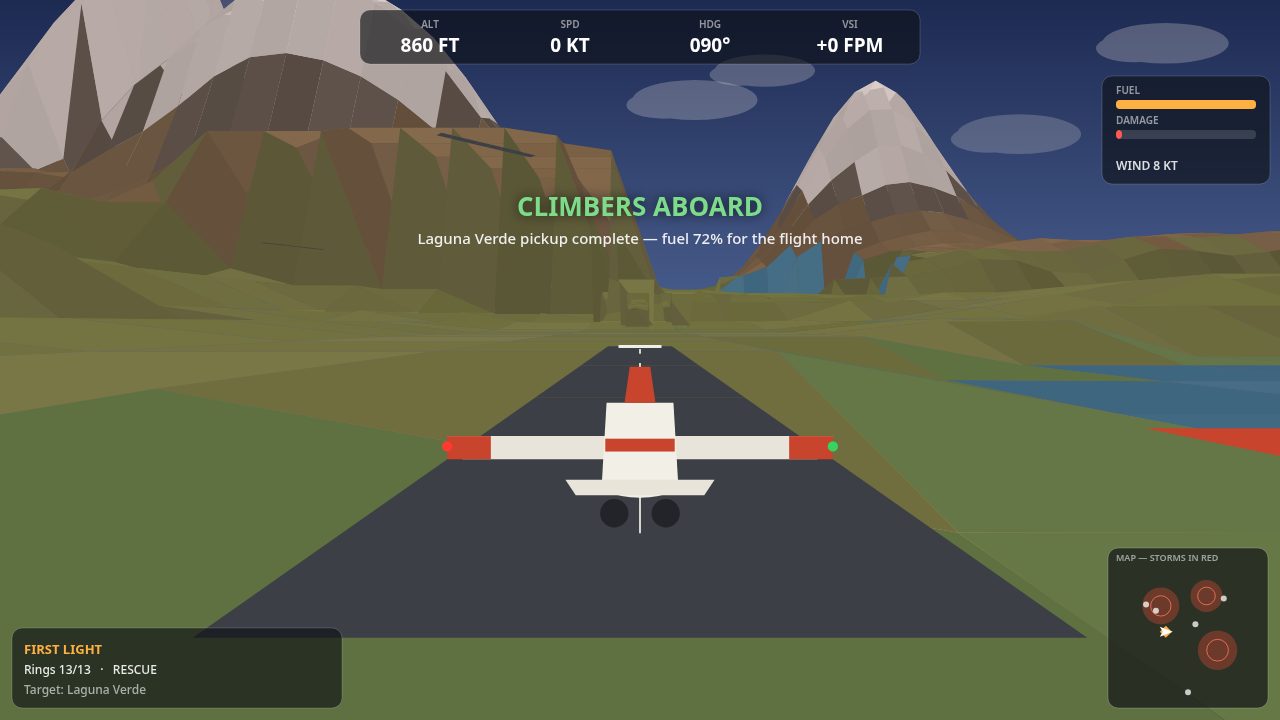 ALT SPD HDG VSI
860 FT 0 KT 090° +0 FPM
FUEL
DAMAGE
WIND 8 KT
CLIMBERS ABOARD
Laguna Verde pickup complete — fuel 72% for the flight home
MAP — STORMS IN RED
FIRST LIGHT
Rings 13/13 · RESCUE
Target: Laguna Verde